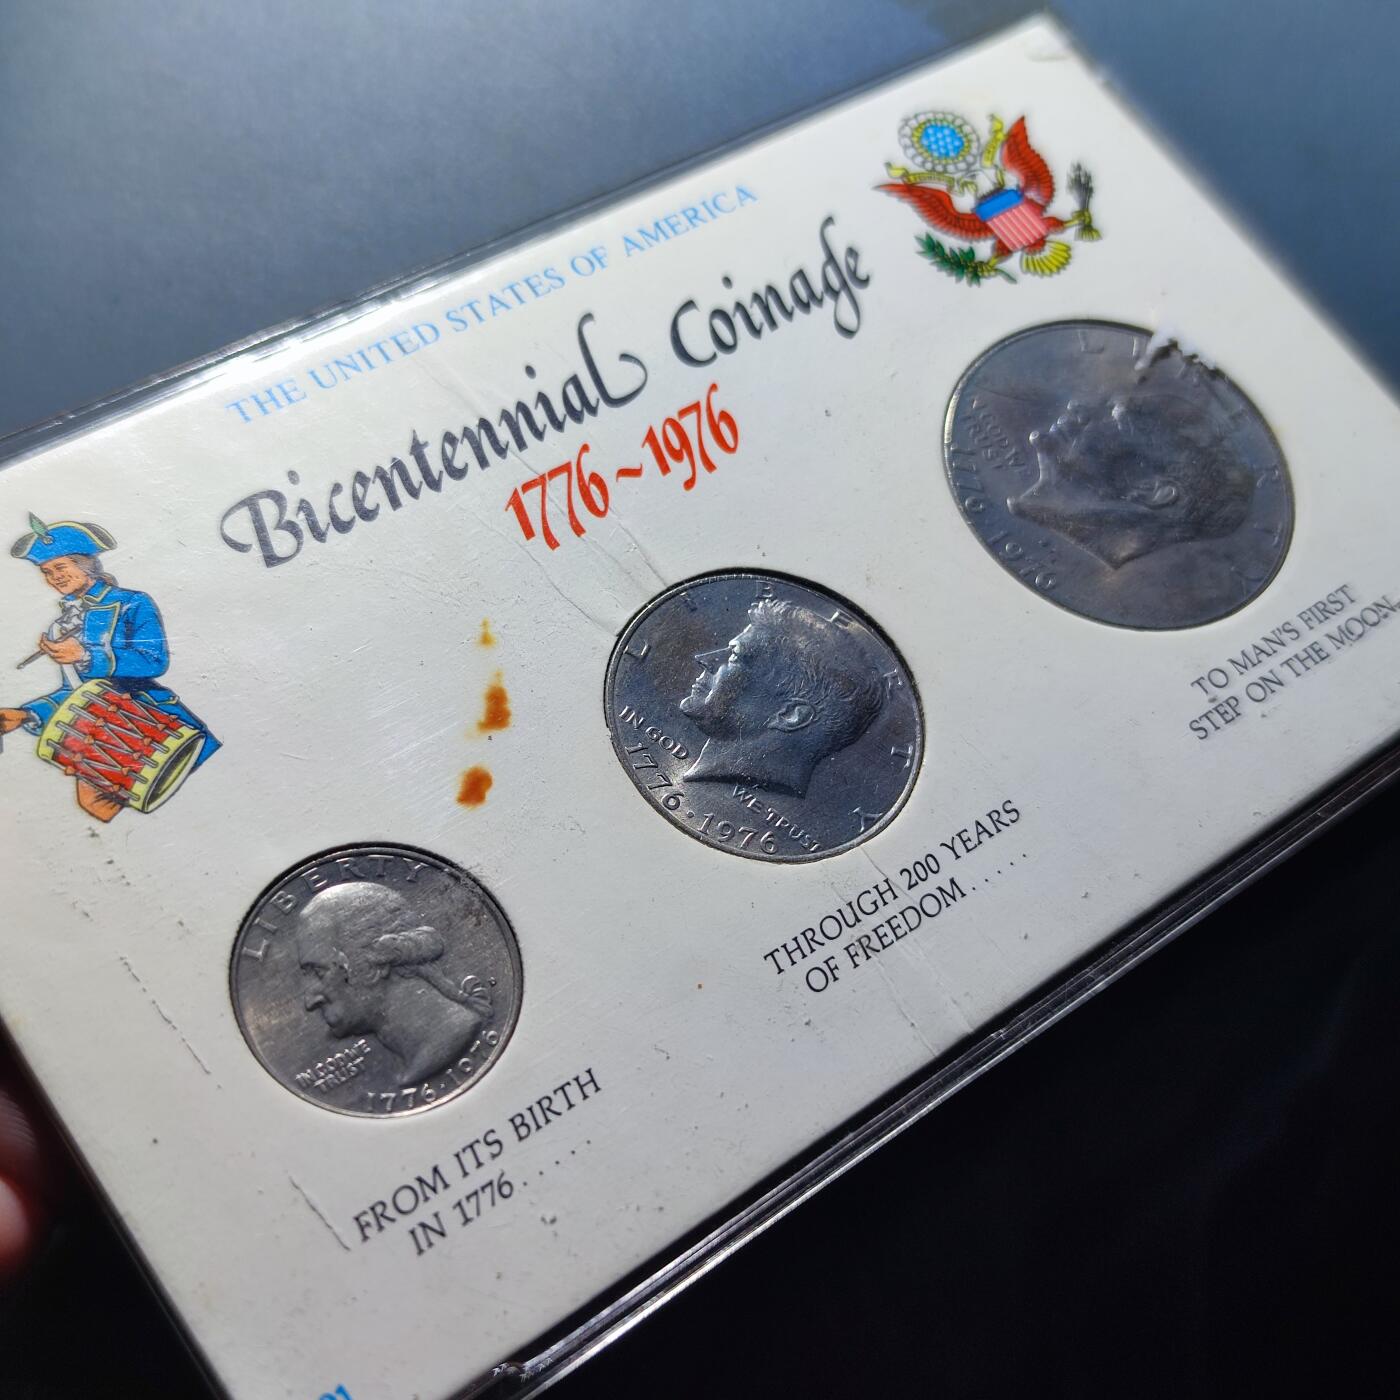 THE UNITED STATES OF AMERICA
Bicentennial Coinage
1776~1976
LIBERTY
IN GOD WE
TRUST
1776·1976
FROM ITS BIRTH
IN 1776.....
LIBERTY
IN GOD
WE TRUST
1776·1976
THROUGH 200 YEARS
OF FREEDOM.....
LIBERTY
IN GOD WE
TRUST
1776·1976
TO MAN'S FIRST
STEP ON THE MOON